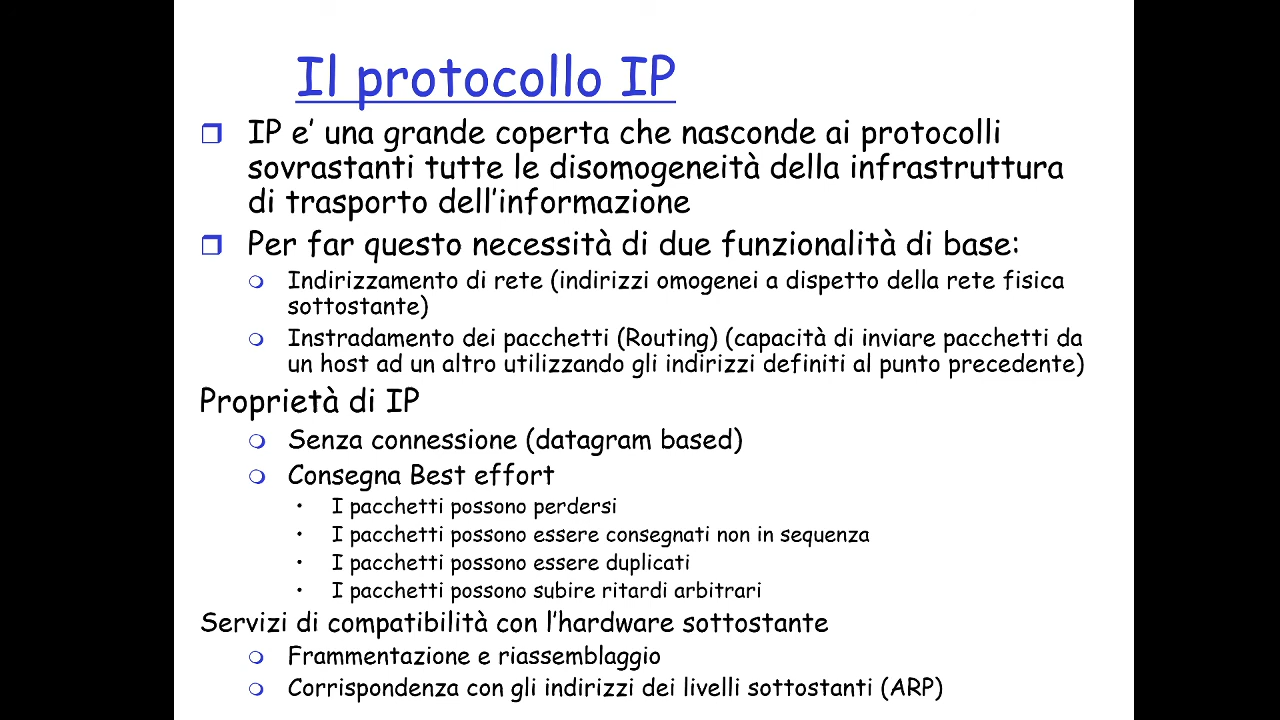 Il protocollo IP
IP e' una grande coperta che nasconde ai protocolli
sovrastanti tutte le disomogeneità della infrastruttura
di trasporto dell'informazione
Per far questo necessità di due funzionalità di base:
Indirizzamento di rete (indirizzi omogenei a dispetto della rete fisica
sottostante)
Instradamento dei pacchetti (Routing) (capacità di inviare pacchetti da
un host ad un altro utilizzando gli indirizzi definiti al punto precedente)
Proprietà di IP
Senza connessione (datagram based)
Consegna Best effort
I pacchetti possono perdersi
I pacchetti possono essere consegnati non in sequenza
I pacchetti possono essere duplicati
I pacchetti possono subire ritardi arbitrari
Servizi di compatibilità con l'hardware sottostante
Frammentazione e riassemblaggio
Corrispondenza con gli indirizzi dei livelli sottostanti (ARP)